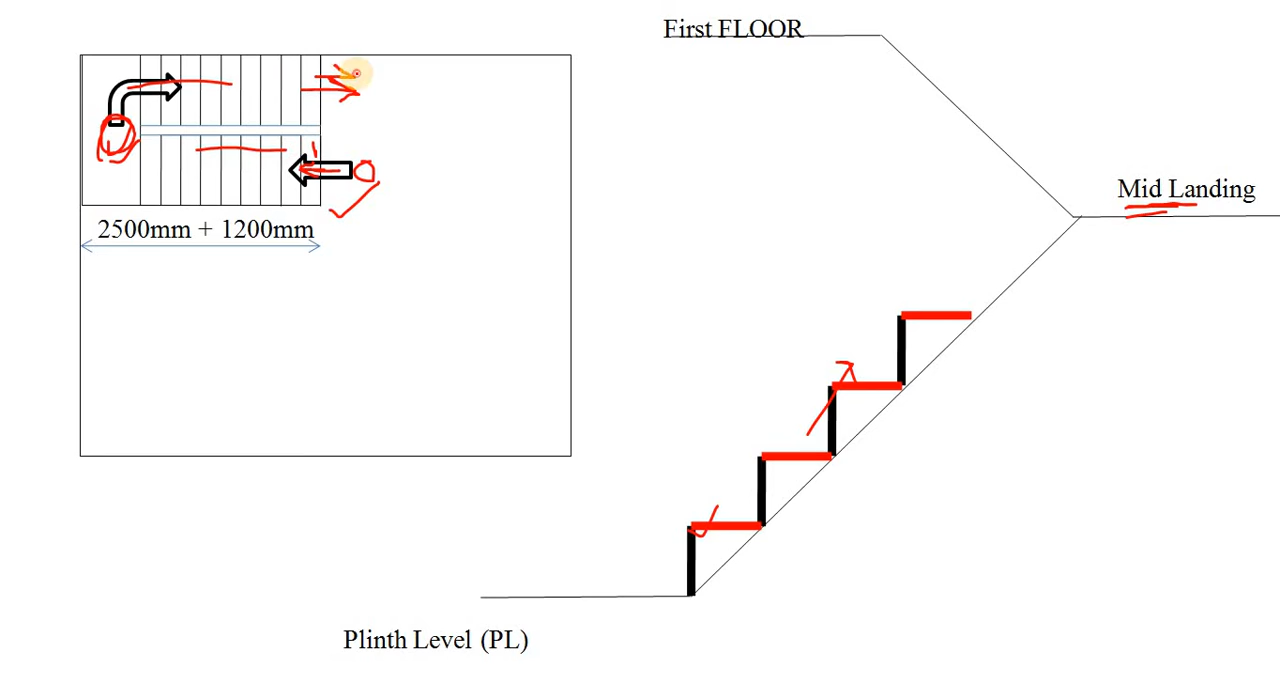 First FLOOR
Mid Landing
2500mm + 1200mm
Plinth Level (PL)